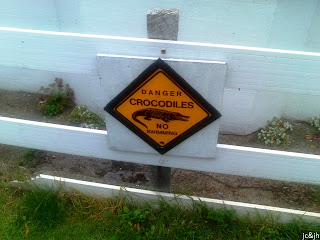 DANGER
CROCODILES
NO
SWIMMING
jc&jh